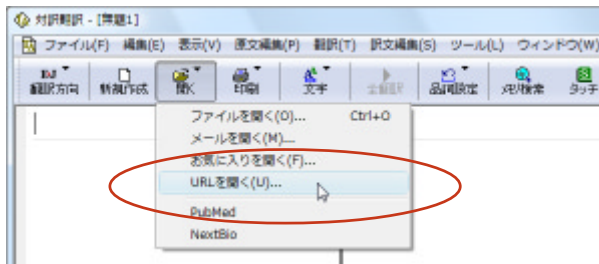 対訳翻訳 - [無題1]
ファイル(F) 編集(E) 表示(V) 原文編集(P) 翻訳(T) 訳文編集(S) ツール(L) ウィンドウ(W)
翻訳方向 新規作成 開く 印刷 文字 全翻訳 品詞設定 メモリ検索 タッチ
ファイルを開く(O)... Ctrl+O
メールを開く(M)...
お気に入りを開く(F)...
URLを開く(U)...
PubMed
NextBio